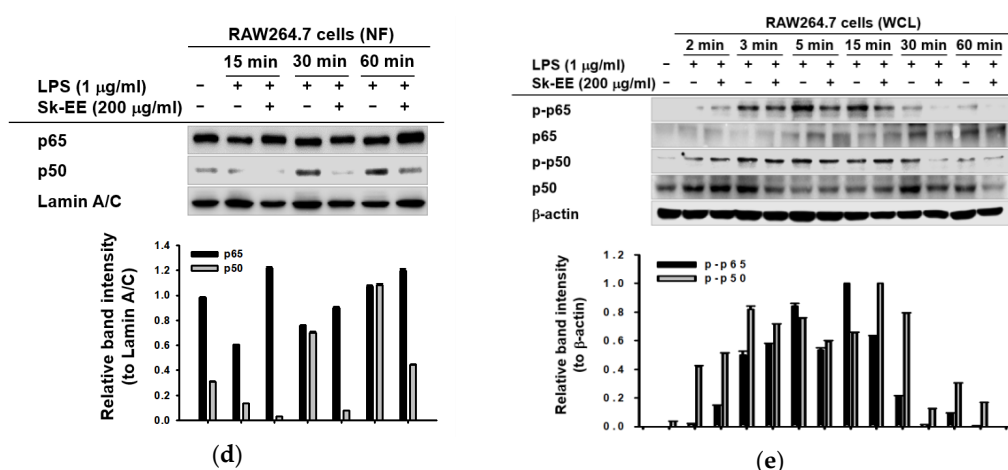 RAW264.7 cells (NF)
15 min 30 min 60 min
LPS (1 μg/ml) – + + + + + +
Sk-EE (200 μg/ml) – - + - + - +
p65
p50
Lamin A/C
Relative band intensity
(to Lamin A/C)
1.4
1.2
1.0
0.8
0.6
0.4
0.2
0.0
p65
p50
(d)
RAW264.7 cells (WCL)
2 min 3 min 5 min 15 min 30 min 60 min
LPS (1 μg/ml) – + + + + + + + + + + + +
Sk-EE (200 μg/ml) – - + - + - + - + - + - +
p-p65
p65
p-p50
p50
β-actin
Relative band intensity
(to β-actin)
1.2
1.0
0.8
0.6
0.4
0.2
0.0
p-p65
p-p50
(e)